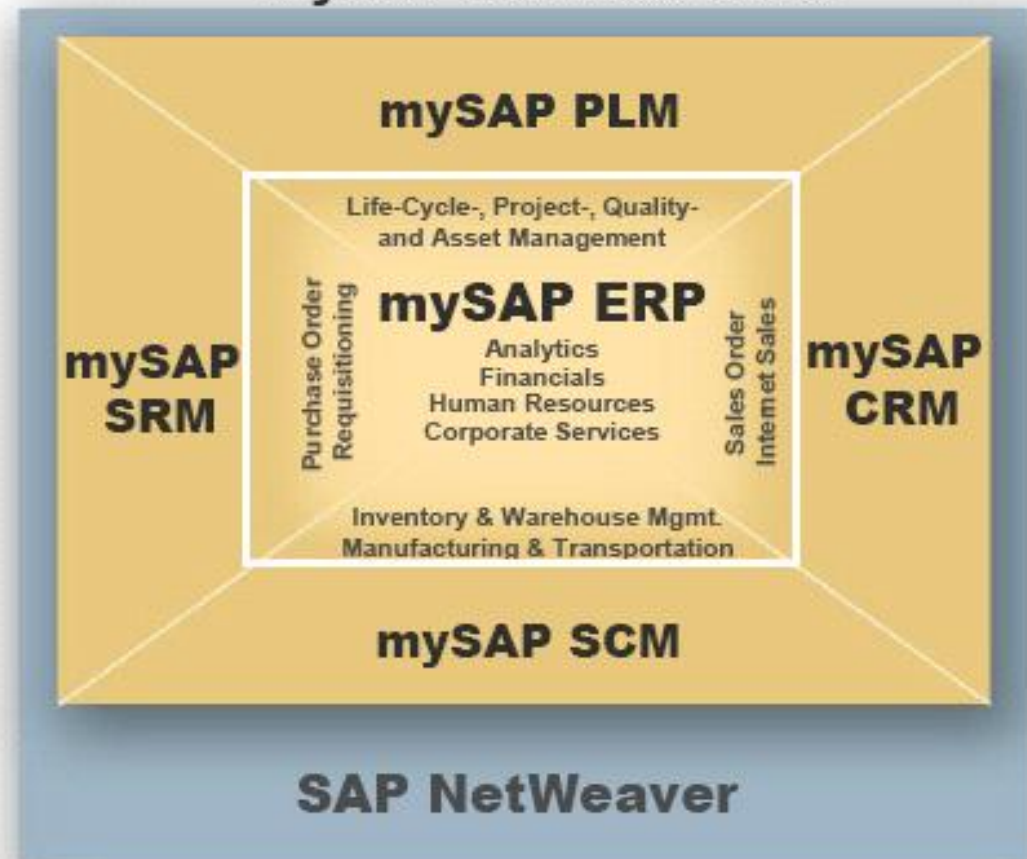 mySAP PLM
Life-Cycle-, Project-, Quality-
and Asset Management
mySAP
SRM
Purchase Order
Requisitioning
mySAP ERP
Analytics
Financials
Human Resources
Corporate Services
Sales Order
Internet Sales
mySAP
CRM
Inventory & Warehouse Mgmt.
Manufacturing & Transportation
mySAP SCM
SAP NetWeaver